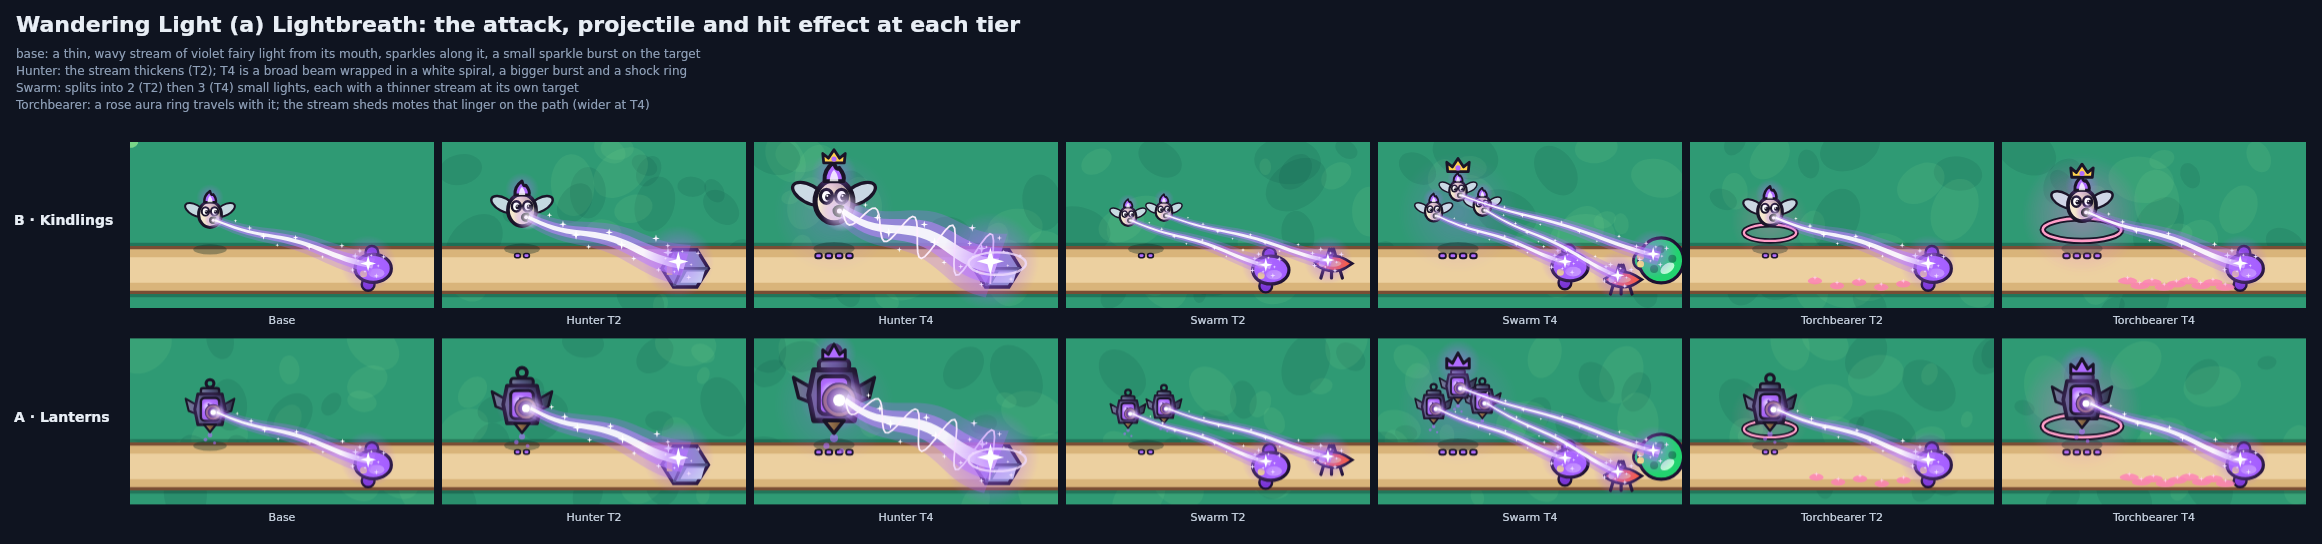 Wandering Light (a) Lightbreath: the attack, projectile and hit effect at each tier
base: a thin, wavy stream of violet fairy light from its mouth, sparkles along it, a small sparkle burst on the target
Hunter: the stream thickens (T2); T4 is a broad beam wrapped in a white spiral, a bigger burst and a shock ring
Swarm: splits into 2 (T2) then 3 (T4) small lights, each with a thinner stream at its own target
Torchbearer: a rose aura ring travels with it; the stream sheds motes that linger on the path (wider at T4)
B · Kindlings
Base
Hunter T2
Hunter T4
Swarm T2
Swarm T4
Torchbearer T2
Torchbearer T4
A · Lanterns
Base
Hunter T2
Hunter T4
Swarm T2
Swarm T4
Torchbearer T2
Torchbearer T4